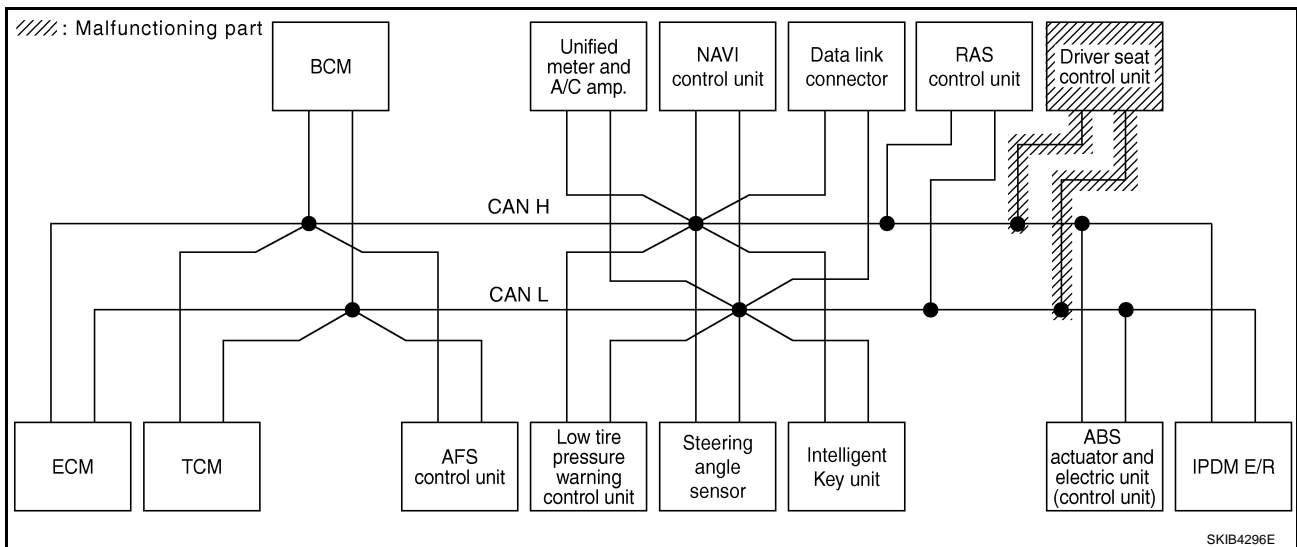 : Malfunctioning part
BCM
Unified
meter and
A/C amp.
NAVI
control unit
Data link
connector
RAS
control unit
Driver seat
control unit
CAN H
CAN L
ECM
TCM
AFS
control unit
Low tire
pressure
warning
control unit
Steering
angle
sensor
Intelligent
Key unit
ABS
actuator and
electric unit
(control unit)
IPDM E/R
SKIB4296E